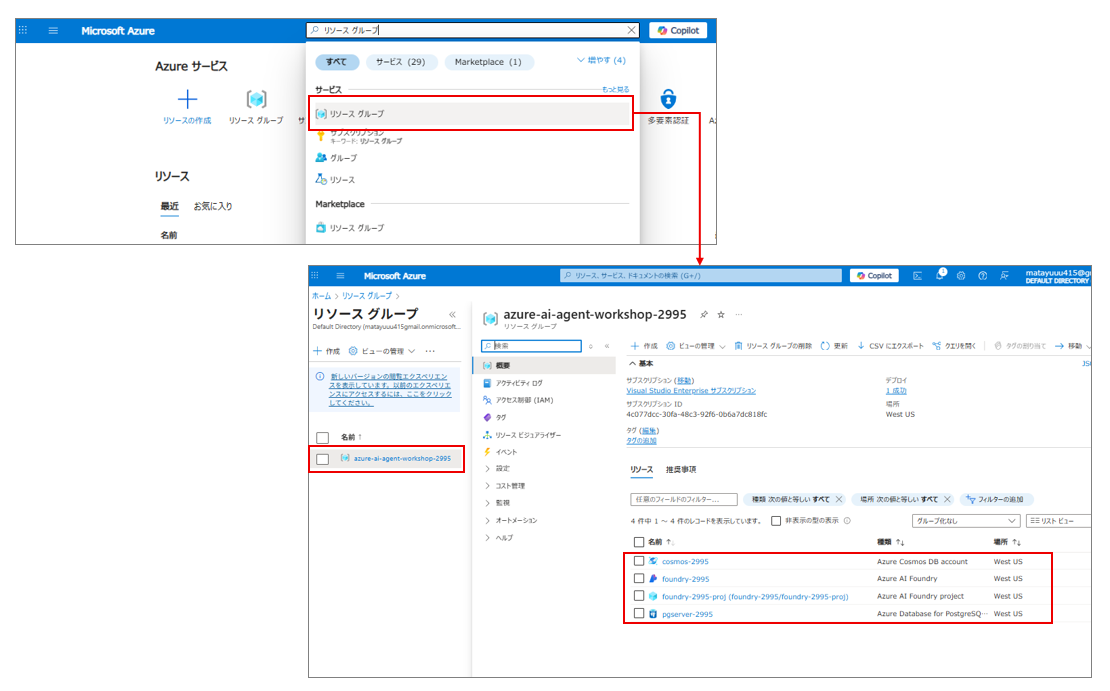 Microsoft Azure
リソース グループ
Copilot
Azure サービス
リソースの作成
リソース グループ
サ
すべて
サービス (29)
Marketplace (1)
増やす (4)
サービス
もっと見る
リソース グループ
サブスクリプション
キーワード: リソース グループ
グループ
リソース
Marketplace
リソース グループ
多要素認証
リソース
最近
お気に入り
名前
Microsoft Azure
リソース、サービス、ドキュメントの検索 (G+/)
Copilot
1
matayuuu415@g
DEFAULT DIRECTORY
ホーム > リソース グループ >
リソース グループ
Default Directory (matayuuu415gmail.onmicrosoft...
作成
ビューの管理
新しいバージョンの閲覧エクスペリエン
スを表示しています。以前のエクスペリエ
ンスにアクセスするには、ここをクリック
してください。
名前 ↑
azure-ai-agent-workshop-2995
azure-ai-agent-workshop-2995
リソース グループ
検索
概要
アクティビティ ログ
アクセス制御 (IAM)
タグ
リソース ビジュアライザー
イベント
設定
コスト管理
監視
オートメーション
ヘルプ
作成
ビューの管理
リソース グループの削除
更新
CSV にエクスポート
クエリを開く
タグの割り当て
移動
基本
JS
サブスクリプション (移動)
Visual Studio Enterprise サブスクリプション
サブスクリプション ID
4c077dcc-30fa-48c3-92f6-0b6a7dc818fc
デプロイ
1 成功
場所
West US
タグ (編集)
タグの追加
リソース
推奨事項
任意のフィールドのフィルター...
種類 次の値と等しい すべて
場所 次の値と等しい すべて
フィルターの追加
4 件中 1 ～ 4 件のレコードを表示しています。
非表示の型の表示
グループ化なし
リスト ビュー
名前 ↑↓
種類 ↑↓
場所 ↑↓
cosmos-2995
Azure Cosmos DB account
West US
foundry-2995
Azure AI Foundry
West US
foundry-2995-proj (foundry-2995/foundry-2995-proj)
Azure AI Foundry project
West US
pgserver-2995
Azure Database for PostgreSQ...
West US